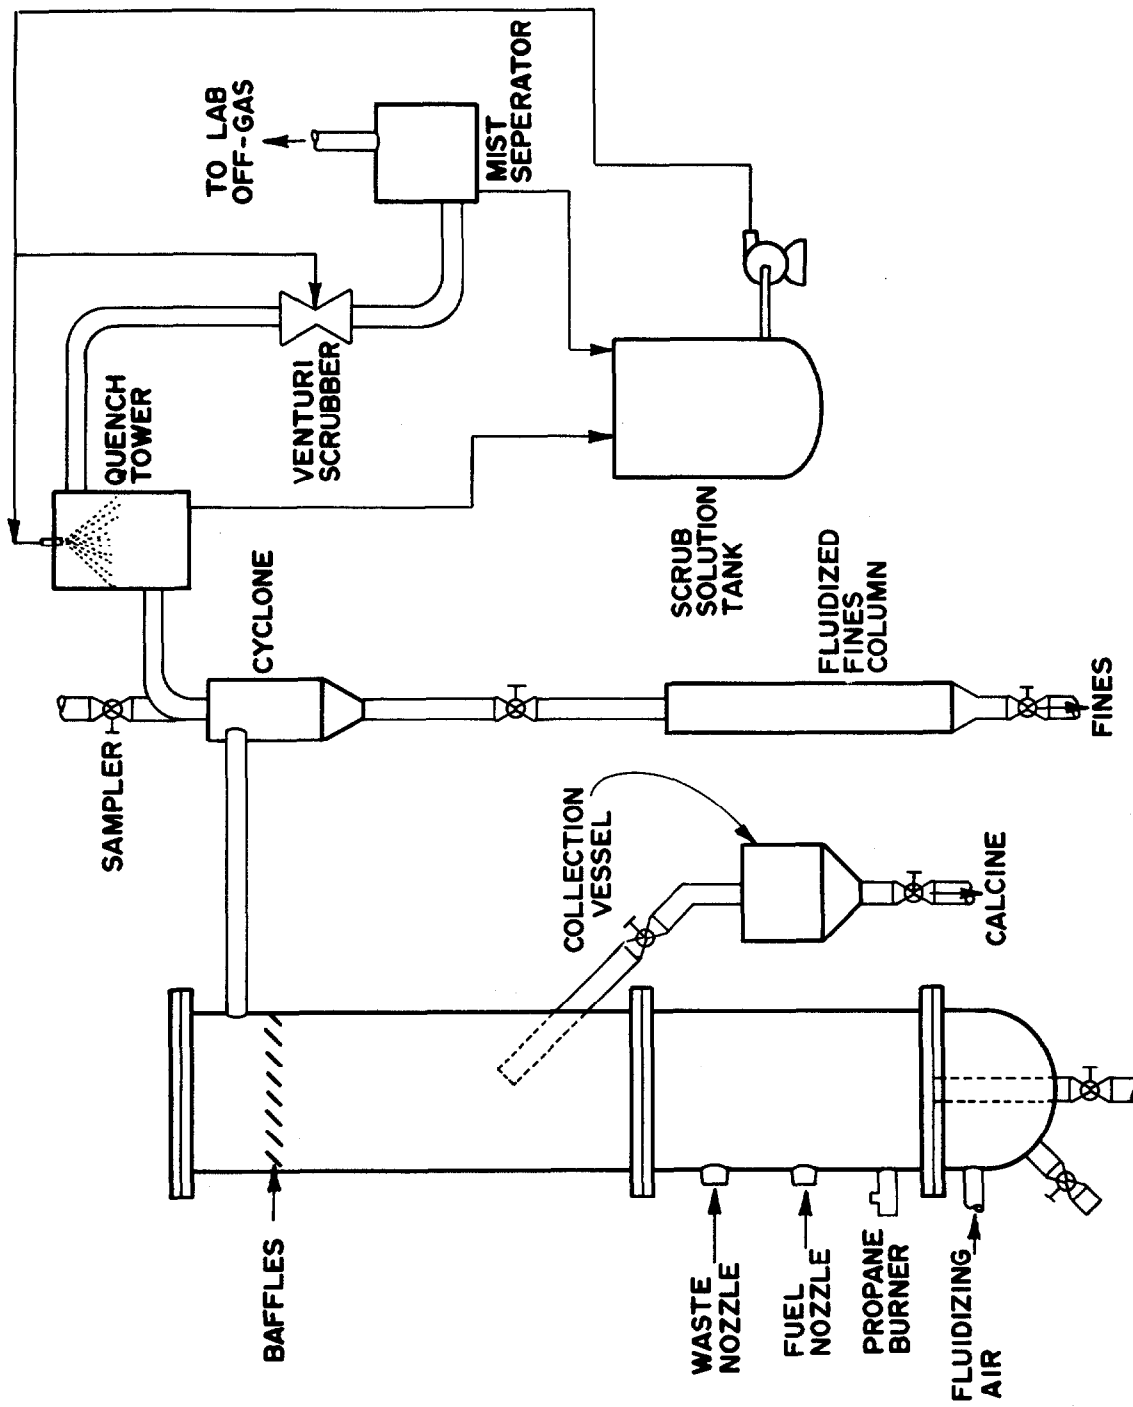 TO LAB
OFF-GAS
MIST
SEPERATOR
QUENCH
TOWER
VENTURI
SCRUBBER
SAMPLER
CYCLONE
SCRUB
SOLUTION
TANK
FLUIDIZED
FINES
COLUMN
FINES
COLLECTION
VESSEL
CALCINE
BAFFLES
WASTE
NOZZLE
FUEL
NOZZLE
PROPANE
BURNER
FLUIDIZING
AIR